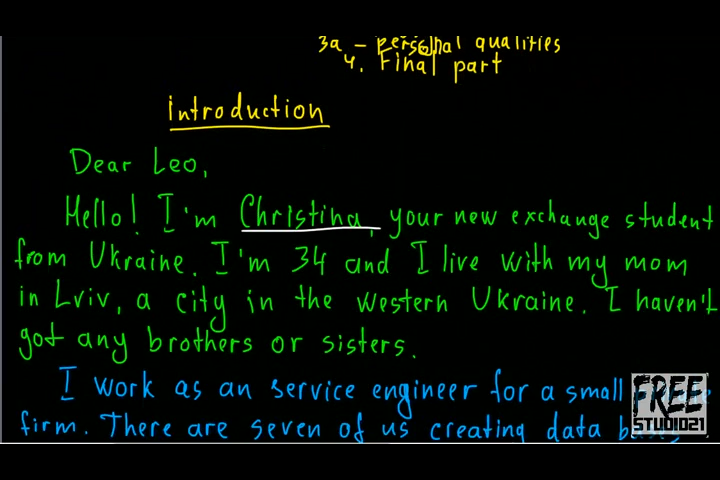 3a – personal qualities
4. Final part
Introduction
Dear Leo,
Hello! I'm Christina, your new exchange student
from Ukraine. I'm 34 and I live with my mom
in Lviv, a city in the western Ukraine. I haven't
got any brothers or sisters.
I work as an service engineer for a small
firm. There are seven of us creating data
FREE
STUDIO21